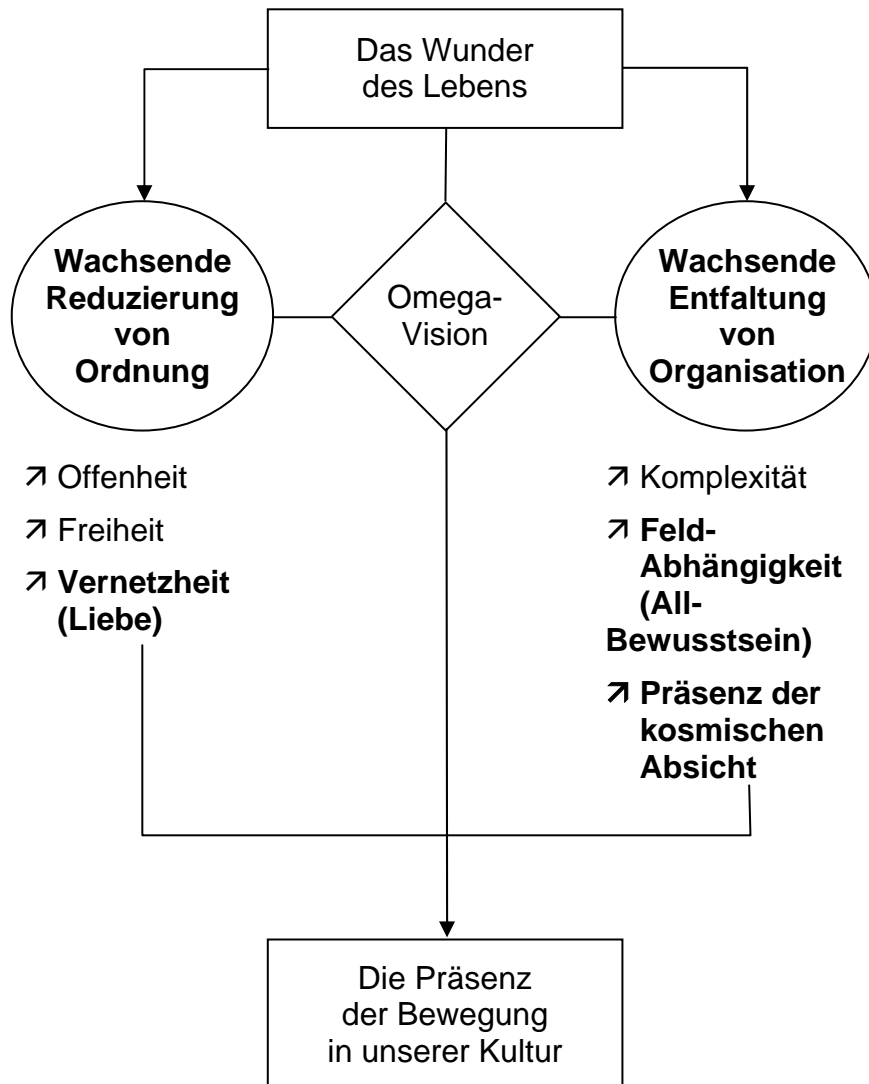 Das Wunder
des Lebens
Wachsende
Reduzierung
von
Ordnung
Omega-
Vision
Wachsende
Entfaltung
von
Organisation
↗ Offenheit
↗ Freiheit
↗ Vernetzheit
(Liebe)
↗ Komplexität
↗ Feld-
Abhängigkeit
(All-
Bewusstsein)
↗ Präsenz der
kosmischen
Absicht
Die Präsenz
der Bewegung
in unserer Kultur